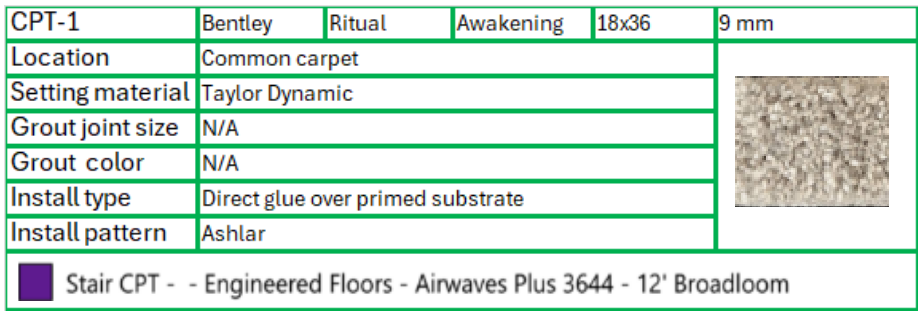 CPT-1 Bentley Ritual Awakening 18x36 9 mm
Location Common carpet
Setting material Taylor Dynamic
Grout joint size N/A
Grout color N/A
Install type Direct glue over primed substrate
Install pattern Ashlar
Stair CPT - - Engineered Floors - Airwaves Plus 3644 - 12' Broadloom